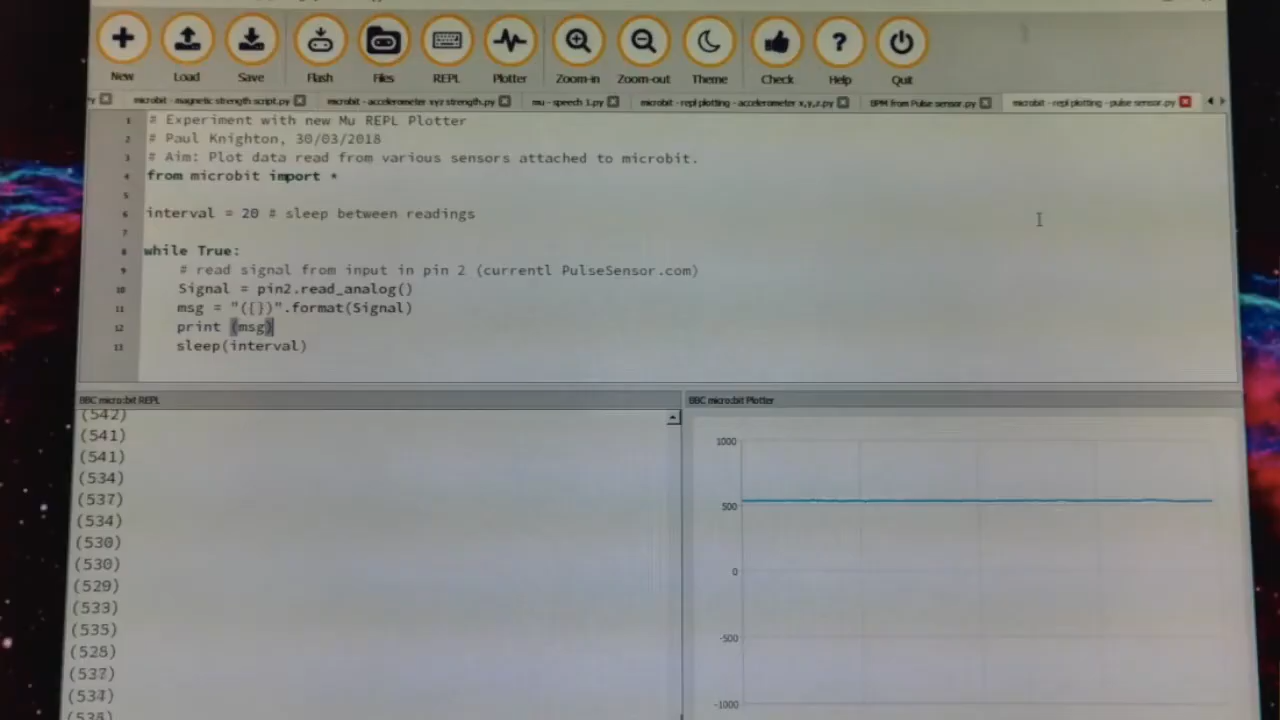 New Load Save Flash Files REPL Plotter Zoom-in Zoom-out Theme Check Help Quit
microbit - magnetic strength script.py microbit - accelerometer xyz strength.py mu - speech 1.py microbit - repl plotting - accelerometer x,y,z.py BPM from Pulse sensor.py microbit - repl plotting - pulse sensor.py
1 # Experiment with new Mu REPL Plotter
2 # Paul Knighton, 30/03/2018
3 # Aim: Plot data read from various sensors attached to microbit.
4 from microbit import *
5
6 interval = 20 # sleep between readings
7
8 while True:
9 # read signal from input in pin 2 (currentl PulseSensor.com)
10 Signal = pin2.read_analog()
11 msg = "({})".format(Signal)
12 print (msg)
13 sleep(interval)
BBC micro:bit REPL
(542)
(541)
(541)
(534)
(537)
(534)
(530)
(530)
(529)
(533)
(535)
(528)
(537)
(534)
BBC micro:bit Plotter
1000
500
0
-500
-1000